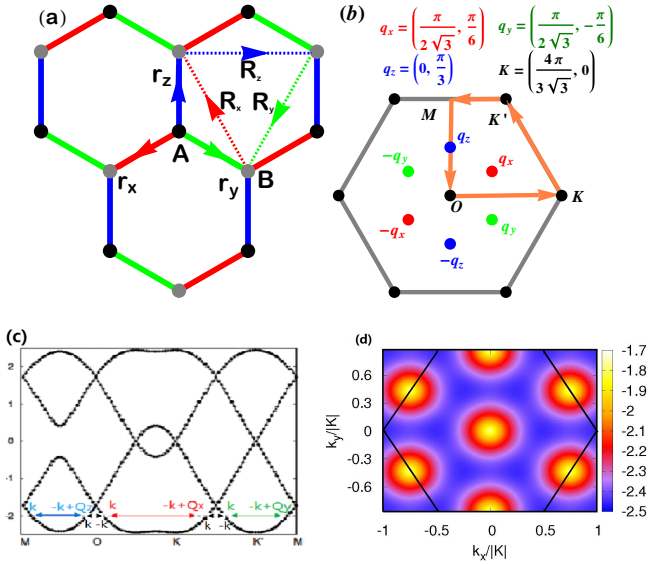 (a)
r_z
R_z
R_x
R_y
A
r_x
r_y
B
(b)
q_x = (π/(2√3), π/6)
q_y = (π/(2√3), -π/6)
q_z = (0, π/3)
K = (4π/(3√3), 0)
M
K'
q_z
-q_y
q_x
O
K
-q_x
q_y
-q_z
(c)
2
1
0
-1
-2
k
-k+Qz
k
-k+Qx
k
-k+Qy
k -k
k -k
M
O
K
K'
M
(d)
k_y/|K|
0.6
0.3
0
-0.3
-0.6
-1
-0.5
0
0.5
1
k_x/|K|
-1.7
-1.8
-1.9
-2
-2.1
-2.2
-2.3
-2.4
-2.5